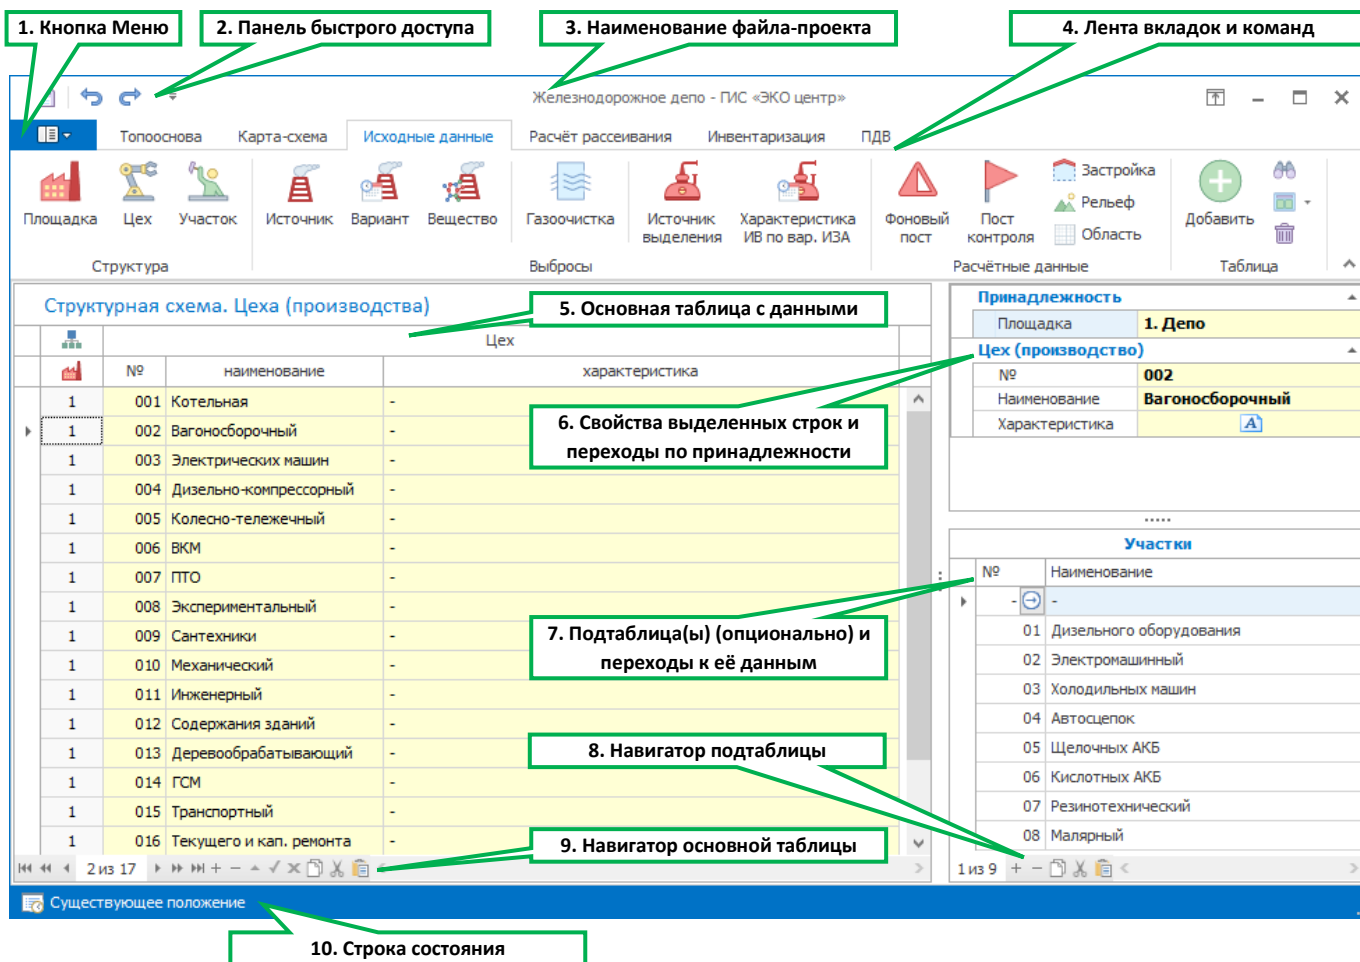 1. Кнопка Меню
2. Панель быстрого доступа
3. Наименование файла-проекта
4. Лента вкладок и команд
Железнодорожное депо - ГИС «ЭКО центр»
Топооснова
Карта-схема
Исходные данные
Расчёт рассеивания
Инвентаризация
ПДВ
Площадка
Цех
Участок
Источник
Вариант
Вещество
Газоочистка
Источник
выделения
Характеристика
ИВ по вар. ИЗА
Фоновый
пост
Пост
контроля
Застройка
Рельеф
Область
Добавить
Структура
Выбросы
Расчётные данные
Таблица
Структурная схема. Цеха (производства)
5. Основная таблица с данными
Цех
№ наименование характеристика
1 001 Котельная -
1 002 Вагоносборочный -
1 003 Электрических машин -
1 004 Дизельно-компрессорный -
1 005 Колесно-тележечный -
1 006 ВКМ -
1 007 ПТО -
1 008 Экспериментальный -
1 009 Сантехники -
1 010 Механический -
1 011 Инженерный -
1 012 Содержания зданий -
1 013 Деревообрабатывающий -
1 014 ГСМ -
1 015 Транспортный -
1 016 Текущего и кап. ремонта -
2 из 17
6. Свойства выделенных строк и
переходы по принадлежности
7. Подтаблица(ы) (опционально) и
переходы к её данным
8. Навигатор подтаблицы
9. Навигатор основной таблицы
Принадлежность
Площадка 1. Депо
Цех (производство)
№ 002
Наименование Вагоносборочный
Характеристика A
Участки
№ Наименование
- -
01 Дизельного оборудования
02 Электромашинный
03 Холодильных машин
04 Автосцепок
05 Щелочных АКБ
06 Кислотных АКБ
07 Резинотехнический
08 Малярный
1 из 9
Существующее положение
10. Строка состояния